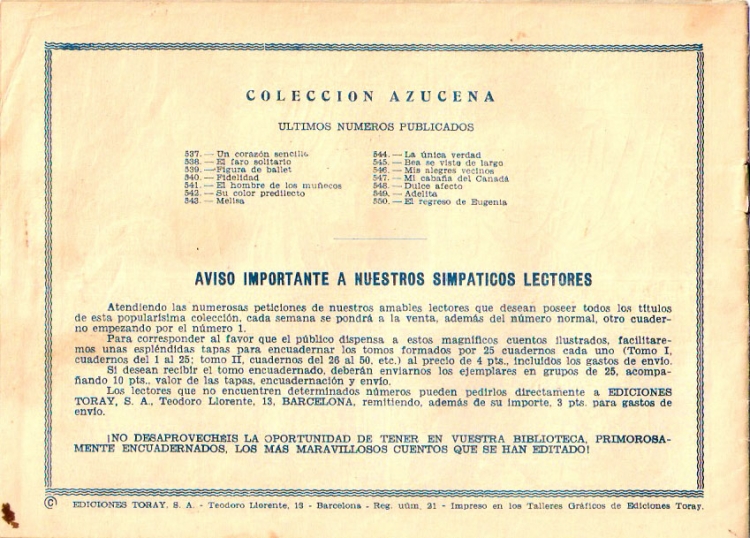 COLECCION AZUCENA
ULTIMOS NUMEROS PUBLICADOS
537. — Un corazón sencillo
538. — El faro solitario
539. — Figura de ballet
540. — Fidelidad
541. — El hombre de los muñecos
542. — Su color predilecto
543. — Melisa
544. — La única verdad
545. — Bea se viste de largo
546. — Mis alegres vecinos
547. — Mi cabaña del Canadá
548. — Dulce afecto
549. — Adelita
550. — El regreso de Eugenia
AVISO IMPORTANTE A NUESTROS SIMPATICOS LECTORES
Atendiendo las numerosas peticiones de nuestros amables lectores que desean poseer todos los títulos
de esta popularísima colección, cada semana se pondrá a la venta, además del número normal, otro cuader-
no empezando por el número 1.
Para corresponder al favor que el público dispensa a estos magníficos cuentos ilustrados, facilitare-
mos unas espléndidas tapas para encuadernar los tomos formados por 25 cuadernos cada uno (Tomo I,
cuadernos del 1 al 25; tomo II, cuadernos del 26 al 50, etc.) al precio de 4 pts., incluídos los gastos de envío.
Si desean recibir el tomo encuadernado, deberán enviarnos los ejemplares en grupos de 25, acompa-
ñando 10 pts., valor de las tapas, encuadernación y envío.
Los lectores que no encuentren determinados números pueden pedirlos directamente a EDICIONES
TORAY, S. A., Teodoro Llorente, 13, BARCELONA, remitiendo, además de su importe, 3 pts. para gastos de
envío.
¡NO DESAPROVECHÉIS LA OPORTUNIDAD DE TENER EN VUESTRA BIBLIOTECA, PRIMOROSA-
MENTE ENCUADERNADOS, LOS MAS MARAVILLOSOS CUENTOS QUE SE HAN EDITADO!
© EDICIONES TORAY, S. A. - Teodoro Llorente, 13 - Barcelona - Reg. núm. 21 - Impreso en los Talleres Gráficos de Ediciones Toray.